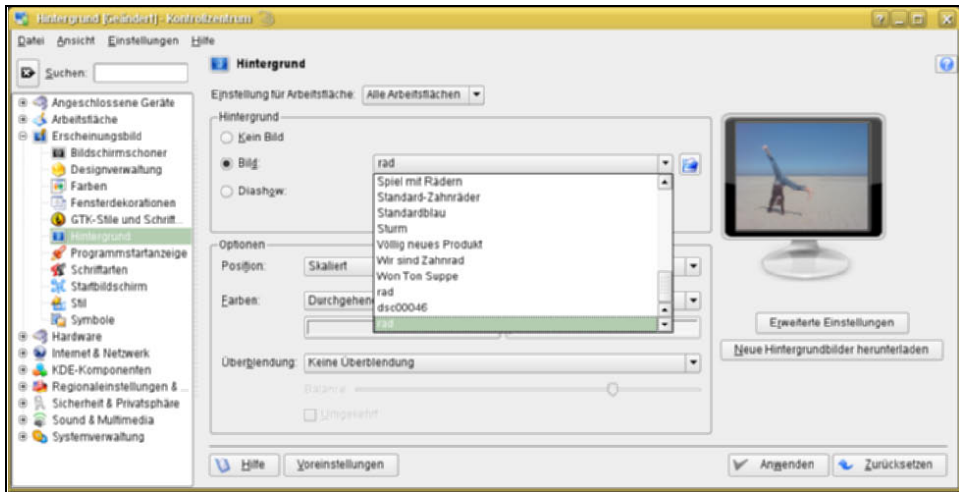 Hintergrund [Geändert] - Kontrollzentrum
Datei Ansicht Einstellungen Hilfe
Suchen:
Angeschlossene Geräte
Arbeitsfläche
Erscheinungsbild
Bildschirmschoner
Designverwaltung
Farben
Fensterdekorationen
GTK-Stile und Schrift...
Hintergrund
Programmstartanzeige
Schriftarten
Startbildschirm
Stil
Symbole
Hardware
Internet & Netzwerk
KDE-Komponenten
Regionaleinstellungen & ...
Sicherheit & Privatsphäre
Sound & Multimedia
Systemverwaltung
Hintergrund
Einstellung für Arbeitsfläche: Alle Arbeitsflächen
Hintergrund
Kein Bild
Bild: rad
Diashow:
Spiel mit Rädern
Standard-Zahnräder
Standardblau
Sturm
Völlig neues Produkt
Wir sind Zahnrad
Won Ton Suppe
rad
dsc00046
rad
Optionen
Position: Skaliert
Farben: Durchgehen
Überblendung: Keine Überblendung
Balance:
Umgekehrt
Erweiterte Einstellungen
Neue Hintergrundbilder herunterladen
Hilfe
Voreinstellungen
Anwenden
Zurücksetzen